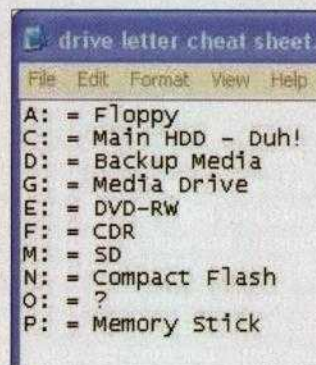 drive letter cheat sheet
File Edit Format View Help
A: = Floppy
C: = Main HDD - Duh!
D: = Backup Media
G: = Media Drive
E: = DVD-RW
F: = CDR
M: = SD
N: = Compact Flash
O: = ?
P: = Memory Stick